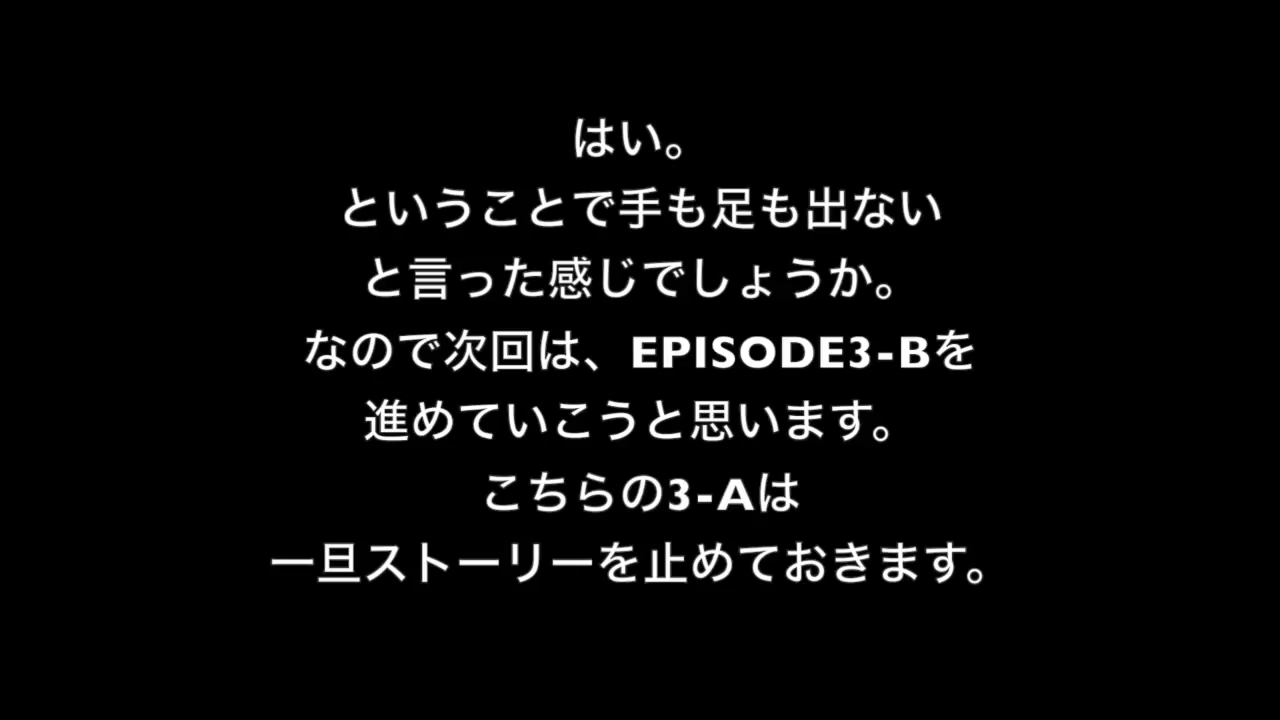 はい。
ということで手も足も出ない
と言った感じでしょうか。
なので次回は、EPISODE3-Bを
進めていこうと思います。
こちらの3-Aは
一旦ストーリーを止めておきます。